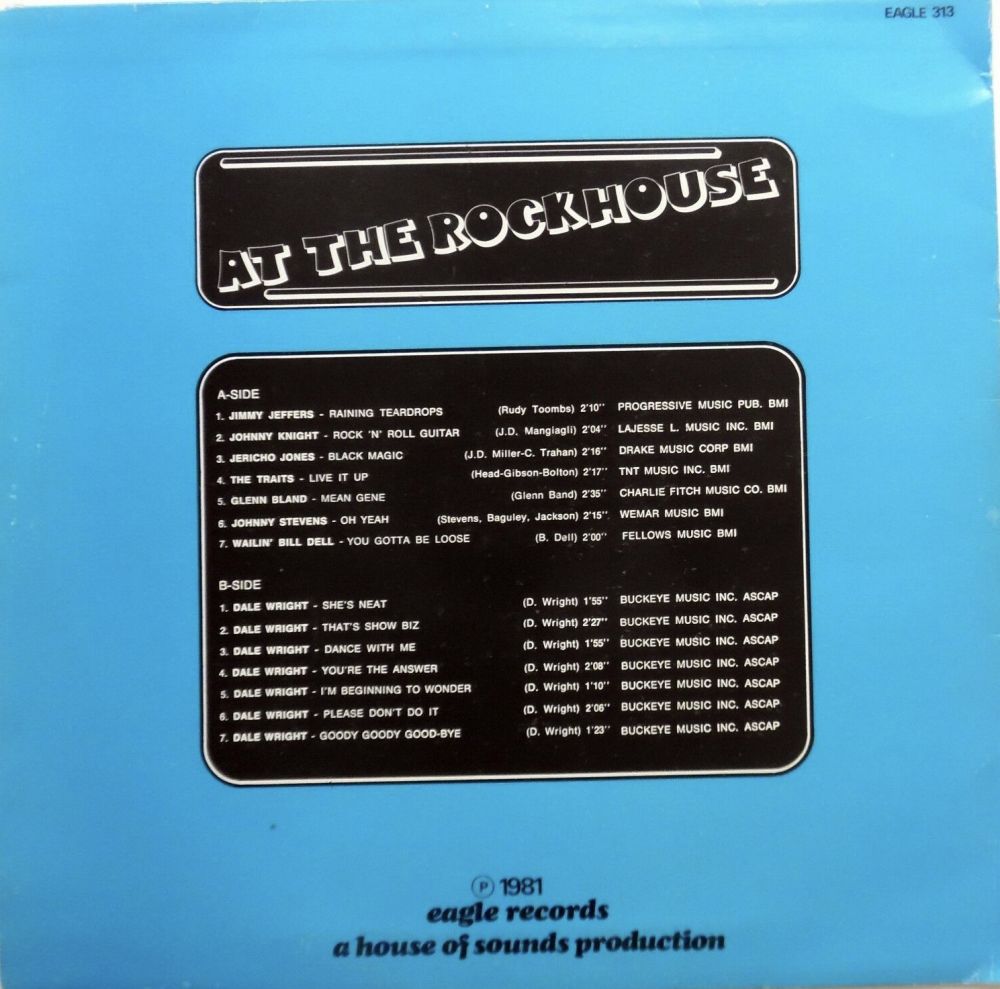 EAGLE 313
AT THE ROCKHOUSE
A-SIDE
1. JIMMY JEFFERS - RAINING TEARDROPS (Rudy Toombs) 2'10'' PROGRESSIVE MUSIC PUB. BMI
2. JOHNNY KNIGHT - ROCK 'N' ROLL GUITAR (J.D. Mangiagli) 2'04'' LAJESSE L. MUSIC INC. BMI
3. JERICHO JONES - BLACK MAGIC (J.D. Miller-C. Trahan) 2'16'' DRAKE MUSIC CORP BMI
4. THE TRAITS - LIVE IT UP (Head-Gibson-Bolton) 2'17'' TNT MUSIC INC. BMI
5. GLENN BLAND - MEAN GENE (Glenn Band) 2'35'' CHARLIE FITCH MUSIC CO. BMI
6. JOHNNY STEVENS - OH YEAH (Stevens, Baguley, Jackson) 2'15'' WEMAR MUSIC BMI
7. WAILIN' BILL DELL - YOU GOTTA BE LOOSE (B. Dell) 2'00'' FELLOWS MUSIC BMI
B-SIDE
1. DALE WRIGHT - SHE'S NEAT (D. Wright) 1'55'' BUCKEYE MUSIC INC. ASCAP
2. DALE WRIGHT - THAT'S SHOW BIZ (D. Wright) 2'27'' BUCKEYE MUSIC INC. ASCAP
3. DALE WRIGHT - DANCE WITH ME (D. Wright) 1'55'' BUCKEYE MUSIC INC. ASCAP
4. DALE WRIGHT - YOU'RE THE ANSWER (D. Wright) 2'08'' BUCKEYE MUSIC INC. ASCAP
5. DALE WRIGHT - I'M BEGINNING TO WONDER (D. Wright) 1'10'' BUCKEYE MUSIC INC. ASCAP
6. DALE WRIGHT - PLEASE DON'T DO IT (D. Wright) 2'06'' BUCKEYE MUSIC INC. ASCAP
7. DALE WRIGHT - GOODY GOODY GOOD-BYE (D. Wright) 1'23'' BUCKEYE MUSIC INC. ASCAP
℗ 1981
eagle records
a house of sounds production